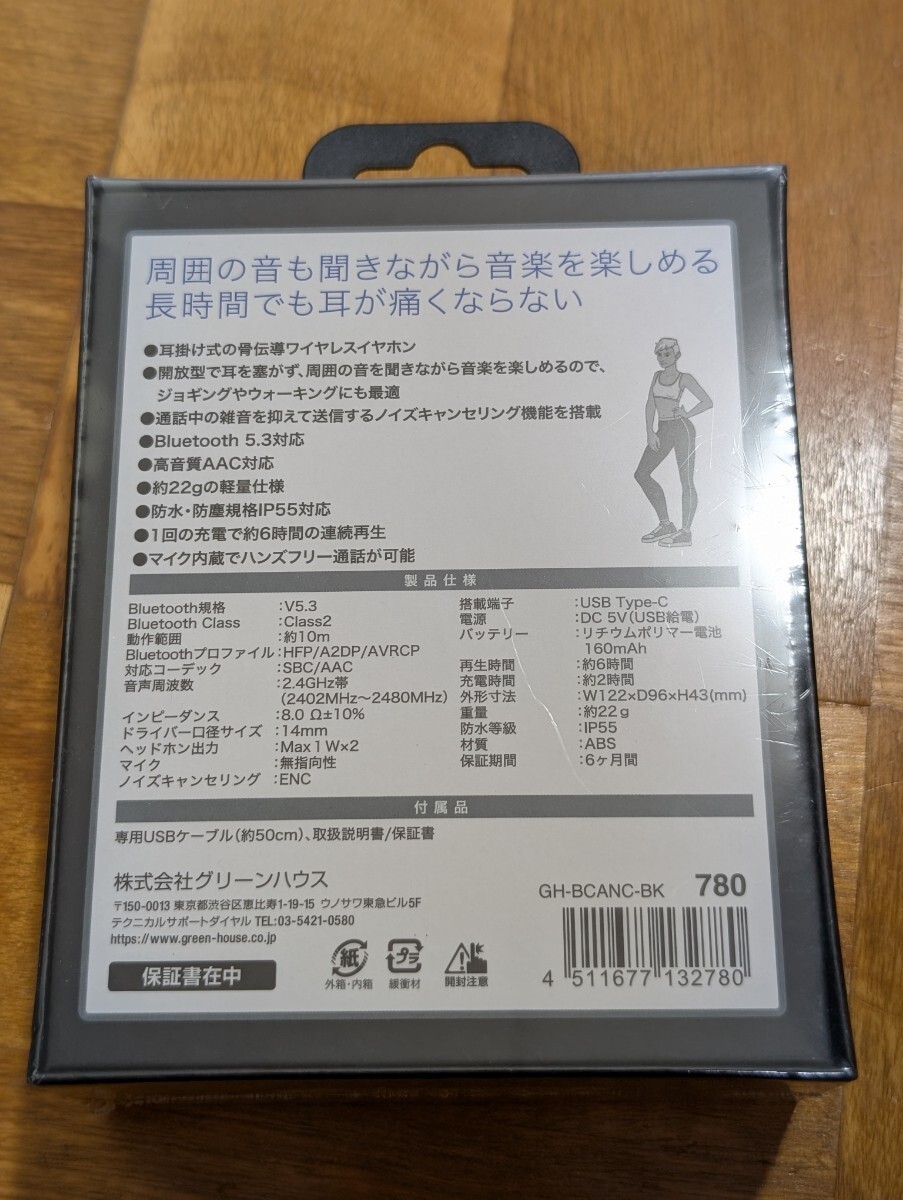 周囲の音も聞きながら音楽を楽しめる
長時間でも耳が痛くならない
●耳掛け式の骨伝導ワイヤレスイヤホン
●開放型で耳を塞がず、周囲の音を聞きながら音楽を楽しめるので、
ジョギングやウォーキングにも最適
●通話中の雑音を抑えて送信するノイズキャンセリング機能を搭載
●Bluetooth 5.3対応
●高音質AAC対応
●約22gの軽量仕様
●防水・防塵規格IP55対応
●1回の充電で約6時間の連続再生
●マイク内蔵でハンズフリー通話が可能
製品仕様
Bluetooth規格 :V5.3
Bluetooth Class :Class2
動作範囲 :約10m
Bluetoothプロファイル:HFP/A2DP/AVRCP
対応コーデック :SBC/AAC
音声周波数 :2.4GHz帯
(2402MHz～2480MHz)
インピーダンス :8.0 Ω±10%
ドライバー口径サイズ :14mm
ヘッドホン出力 :Max 1 W×2
マイク :無指向性
ノイズキャンセリング :ENC
搭載端子 :USB Type-C
電源 :DC 5V(USB給電)
バッテリー :リチウムポリマー電池
160mAh
再生時間 :約6時間
充電時間 :約2時間
外形寸法 :W122×D96×H43(mm)
重量 :約22g
防水等級 :IP55
材質 :ABS
保証期間 :6ヶ月間
付属品
専用USBケーブル(約50cm)、取扱説明書/保証書
株式会社グリーンハウス
〒150-0013 東京都渋谷区恵比寿1-19-15 ウノサワ東急ビル5F
テクニカルサポートダイヤル TEL:03-5421-0580
https://www.green-house.co.jp
保証書在中
紙
外箱・内箱
プラ
緩衝材
開封注意
GH-BCANC-BK 780
4 511677 132780